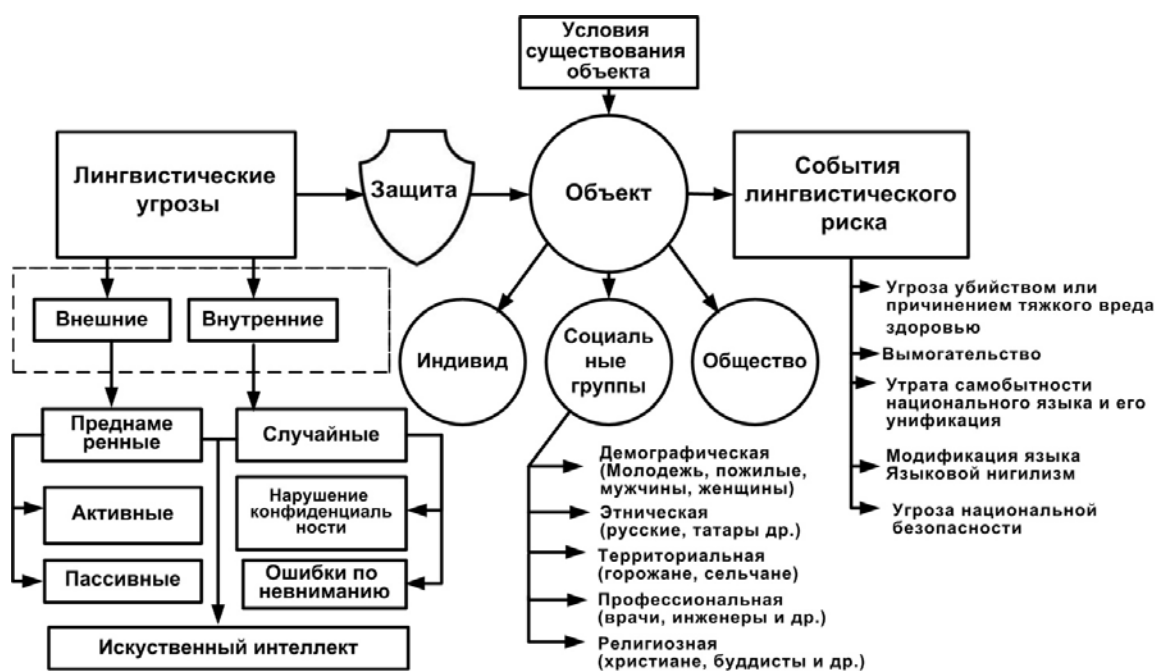 Условия
существования
объекта
Лингвистические
угрозы
Защита
Объект
События
лингвистического
риска
Внешние
Внутренние
Индивид
Социаль
ные
группы
Общество
Преднаме
ренные
Случайные
Активные
Пассивные
Нарушение
конфиденциаль
ности
Ошибки по
невниманию
Искуственный интеллект
Демографическая
(Молодежь, пожилые,
мужчины, женщины)
Этническая
(русские, татары др.)
Территориальная
(горожане, сельчане)
Профессиональная
(врачи, инженеры и др.)
Религиозная
(христиане, буддисты и др.)
Угроза убийством или
причинением тяжкого вреда
здоровью
Вымогательство
Утрата самобытности
национального языка и его
унификация
Модификация языка
Языковой нигилизм
Угроза национальной
безопасности